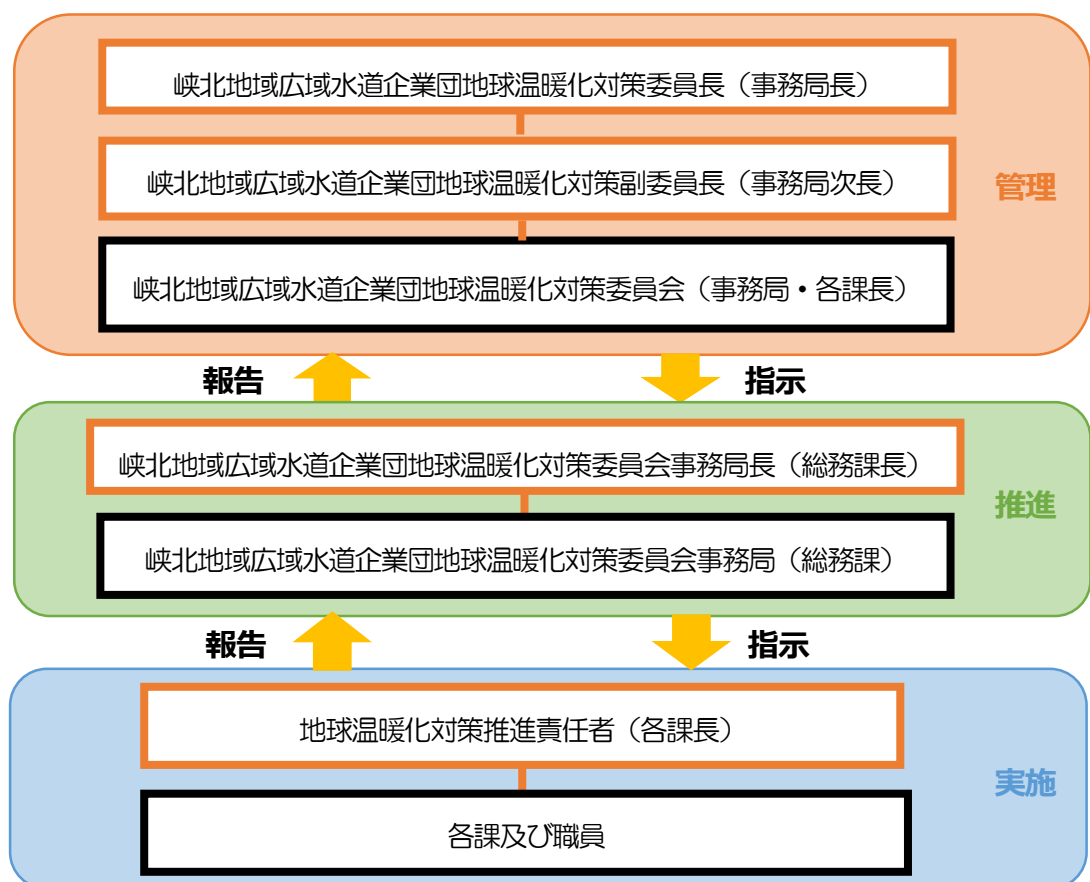 峡北地域広域水道企業団地球温暖化対策委員長（事務局長）
峡北地域広域水道企業団地球温暖化対策副委員長（事務局次長）
管理
峡北地域広域水道企業団地球温暖化対策委員会（事務局・各課長）
報告
指示
峡北地域広域水道企業団地球温暖化対策委員会事務局長（総務課長）
推進
峡北地域広域水道企業団地球温暖化対策委員会事務局（総務課）
報告
指示
地球温暖化対策推進責任者（各課長）
実施
各課及び職員